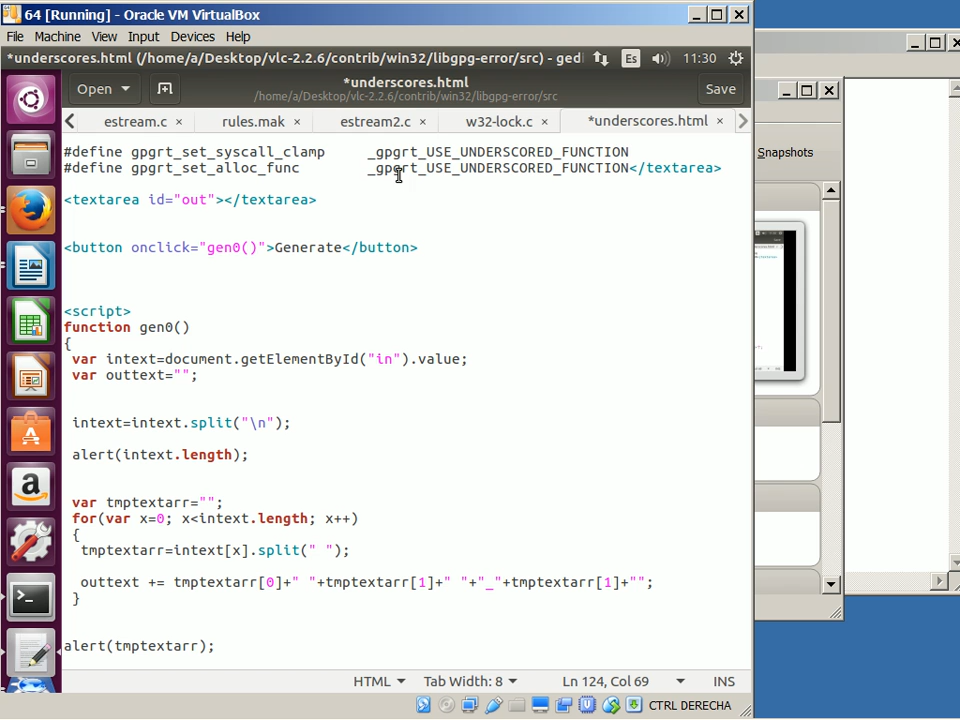 64 [Running] - Oracle VM VirtualBox
File Machine View Input Devices Help
*underscores.html (/home/a/Desktop/vlc-2.2.6/contrib/win32/libgpg-error/src) - gedi
Es
11:30
Open
*underscores.html
/home/a/Desktop/vlc-2.2.6/contrib/win32/libgpg-error/src
Save
estream.c × rules.mak × estream2.c × w32-lock.c × *underscores.html ×
#define gpgrt_set_syscall_clamp _gpgrt_USE_UNDERSCORED_FUNCTION
#define gpgrt_set_alloc_func _gpgrt_USE_UNDERSCORED_FUNCTION</textarea>
<textarea id="out"></textarea>
<button onclick="gen0()">Generate</button>
<script>
function gen0()
{
var intext=document.getElementById("in").value;
var outtext="";
intext=intext.split("\n");
alert(intext.length);
var tmptextarr="";
for(var x=0; x<intext.length; x++)
{
tmptextarr=intext[x].split(" ");
outtext += tmptextarr[0]+" "+tmptextarr[1]+" "+"_"+tmptextarr[1]+"";
}
alert(tmptextarr);
HTML Tab Width: 8 Ln 124, Col 69 INS
CTRL DERECHA
Snapshots